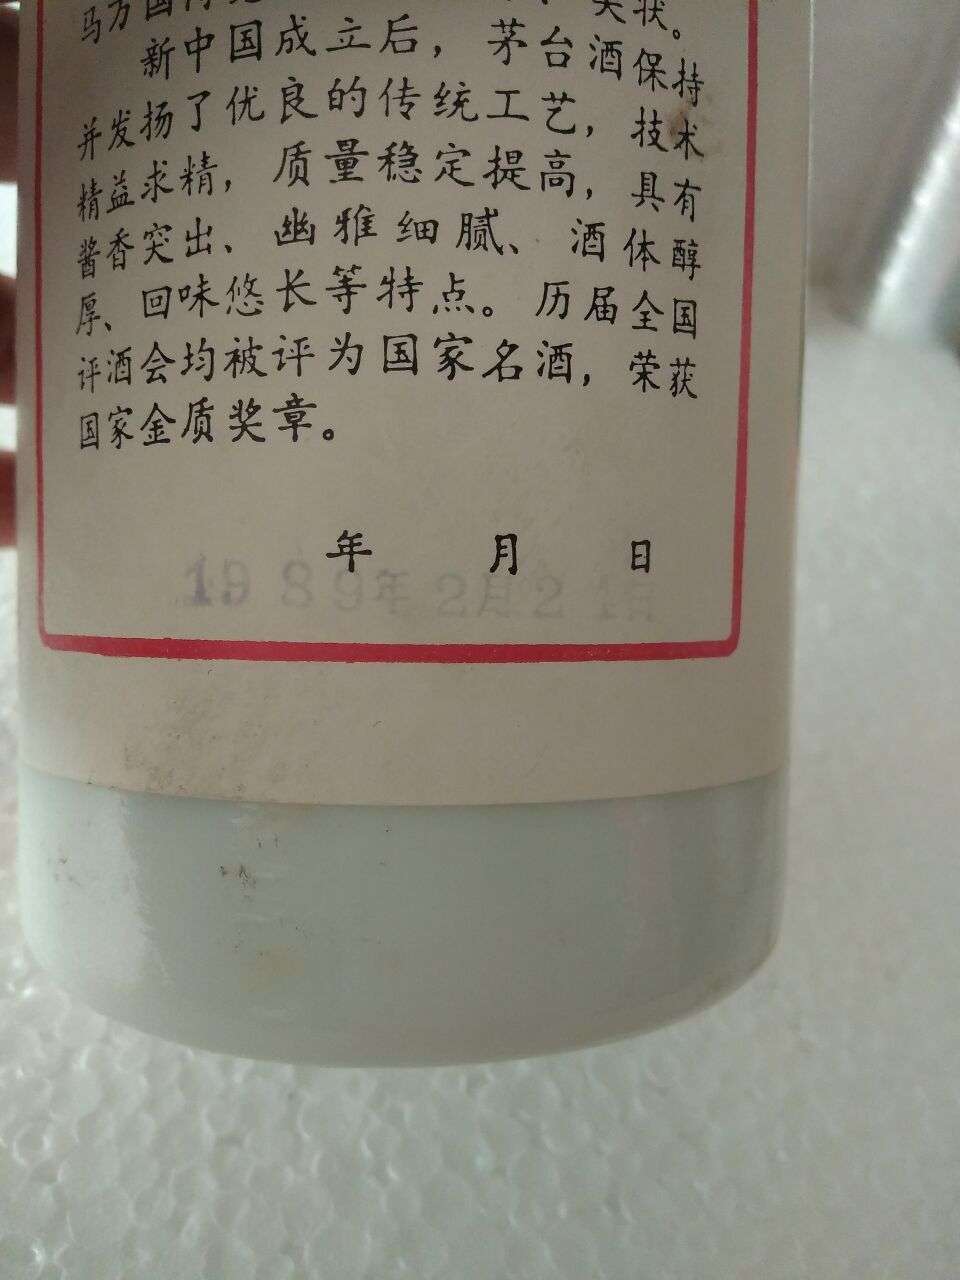 新中国成立后，茅台酒保持
并发扬了优良的传统工艺，技术
精益求精，质量稳定提高，具有
酱香突出、幽雅细腻、酒体醇
厚、回味悠长等特点。历届全国
评酒会均被评为国家名酒，荣获
国家金质奖章。
年 月 日
1989年2月2